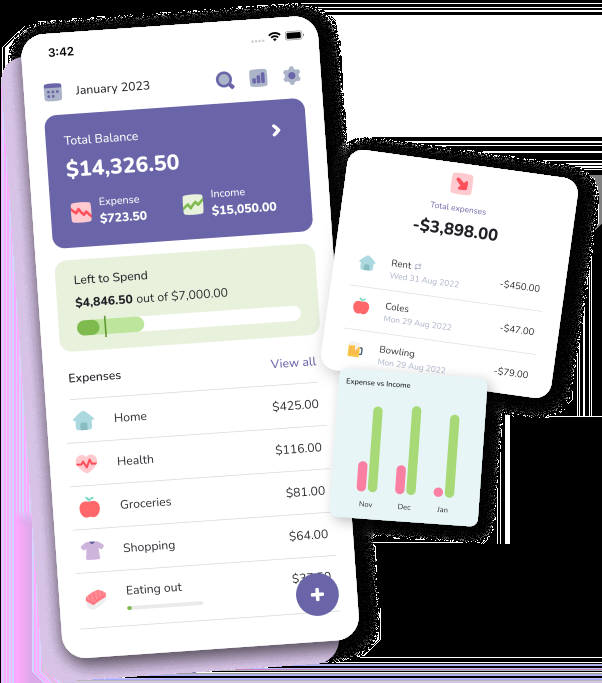 3:42
January 2023
Total Balance
$14,326.50
Expense
$723.50
Income
$15,050.00
Left to Spend
$4,846.50 out of $7,000.00
Expenses
View all
Home
$425.00
Health
$116.00
Groceries
$81.00
Shopping
$64.00
Eating out
Total expenses
-$3,898.00
Rent
Wed 31 Aug 2022
-$450.00
Coles
Mon 29 Aug 2022
-$47.00
Bowling
Mon 29 Aug 2022
-$79.00
Expense vs Income
Nov
Dec
Jan